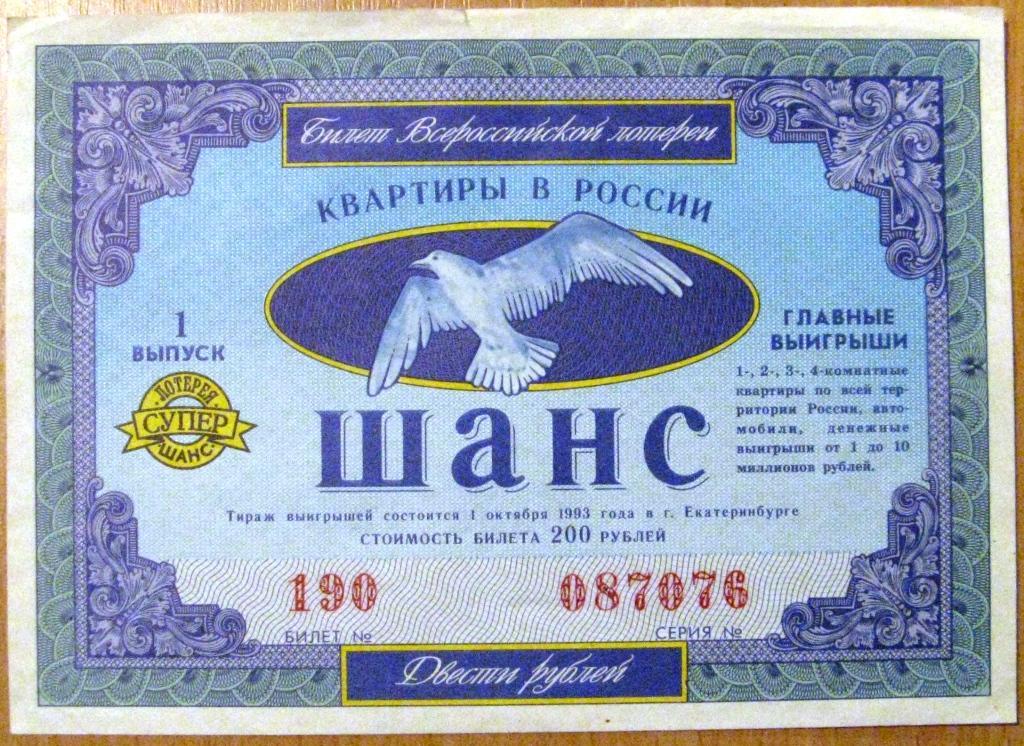 Билет Всероссийской лотереи
КВАРТИРЫ В РОССИИ
1
ВЫПУСК
ЛОТЕРЕЯ
СУПЕР
ШАНС
ГЛАВНЫЕ
ВЫИГРЫШИ
1-, 2-, 3-, 4-комнатные
квартиры по всей тер-
ритории России, авто-
мобили, денежные
выигрыши от 1 до 10
миллионов рублей.
шанс
Тираж выигрышей состоится 1 октября 1993 года в г. Екатеринбурге
СТОИМОСТЬ БИЛЕТА 200 РУБЛЕЙ
190 087076
БИЛЕТ № СЕРИЯ №
Двести рублей